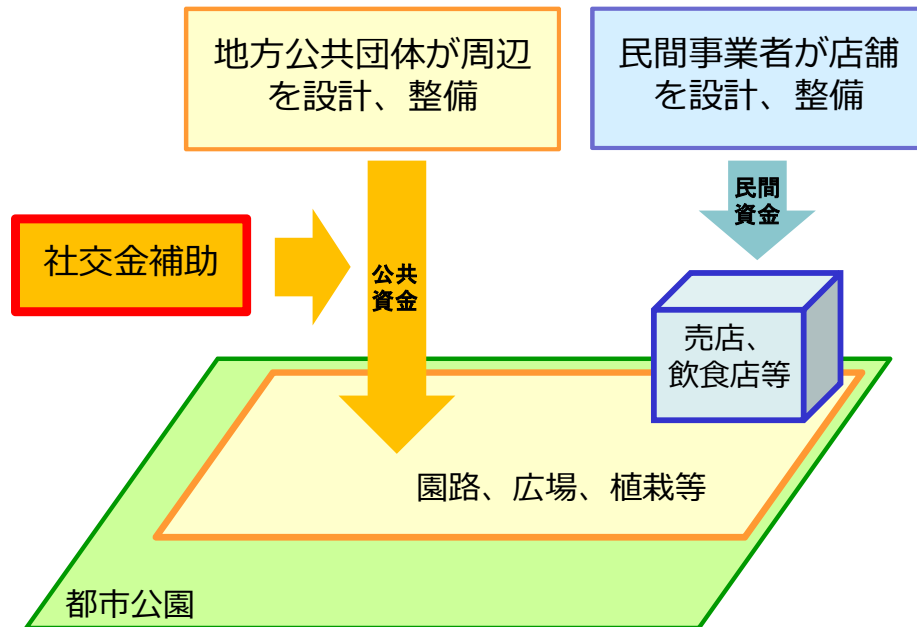 地方公共団体が周辺
を設計、整備
民間事業者が店舗
を設計、整備
民間
資金
社交金補助
公共
資金
売店、
飲食店等
園路、広場、植栽等
都市公園